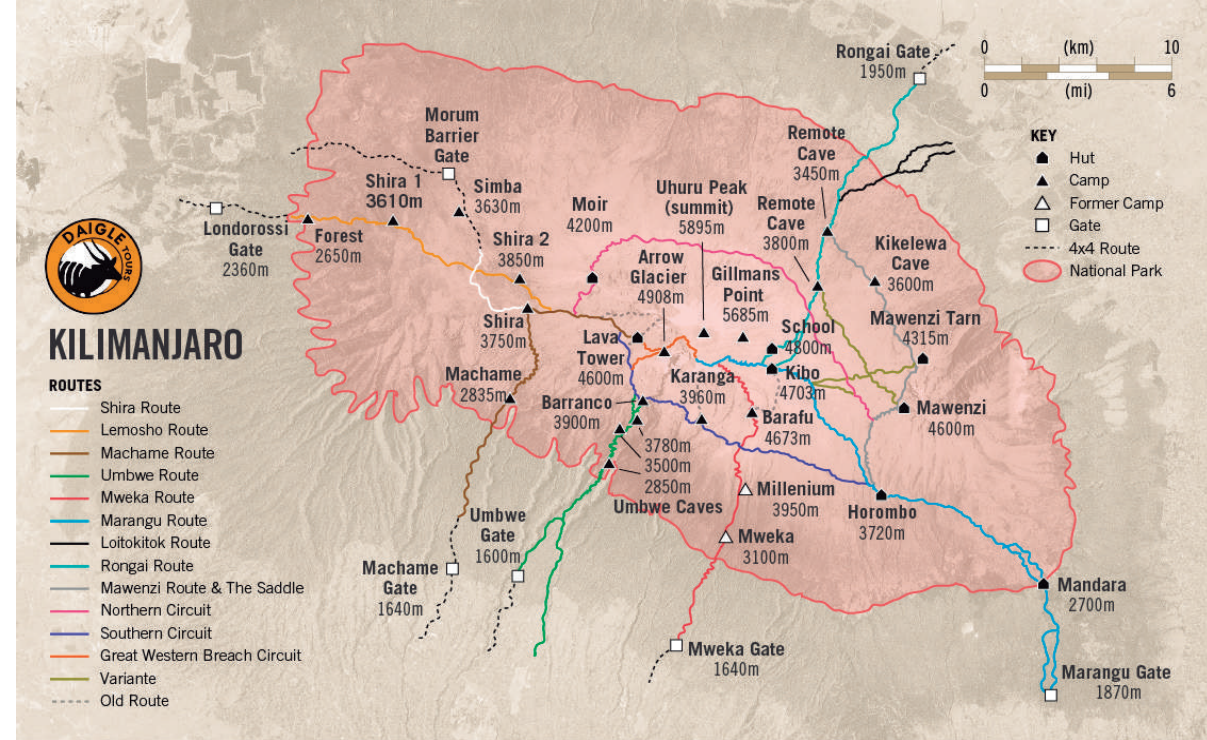 DAIGLE
TOURS
KILIMANJARO
ROUTES
Shira Route
Lemosho Route
Machame Route
Umbwe Route
Mweka Route
Marangu Route
Loitokitok Route
Rongai Route
Mawenzi Route & The Saddle
Northern Circuit
Southern Circuit
Great Western Breach Circuit
Variante
Old Route
Rongai Gate
1950m
0 (km) 10
0 (mi) 6
KEY
Hut
Camp
Former Camp
Gate
4x4 Route
National Park
Morum
Barrier
Gate
Remote
Cave
3450m
Shira 1
3610m
Simba
3630m
Moir
4200m
Uhuru Peak
(summit)
5895m
Remote
Cave
3800m
Londorossi
Gate
2360m
Forest
2650m
Shira 2
3850m
Arrow
Glacier
4908m
Gillmans
Point
5685m
Kikelewa
Cave
3600m
Mawenzi Tarn
4315m
Shira
3750m
Lava
Tower
4600m
School
4800m
Kibo
4703m
Machame
2835m
Karanga
3960m
Barranco
3900m
Barafu
4673m
Mawenzi
4600m
3780m
3500m
2850m
Umbwe Caves
Millenium
3950m
Horombo
3720m
Umbwe
Gate
1600m
Mweka
3100m
Machame
Gate
1640m
Mandara
2700m
Mweka Gate
1640m
Marangu Gate
1870m